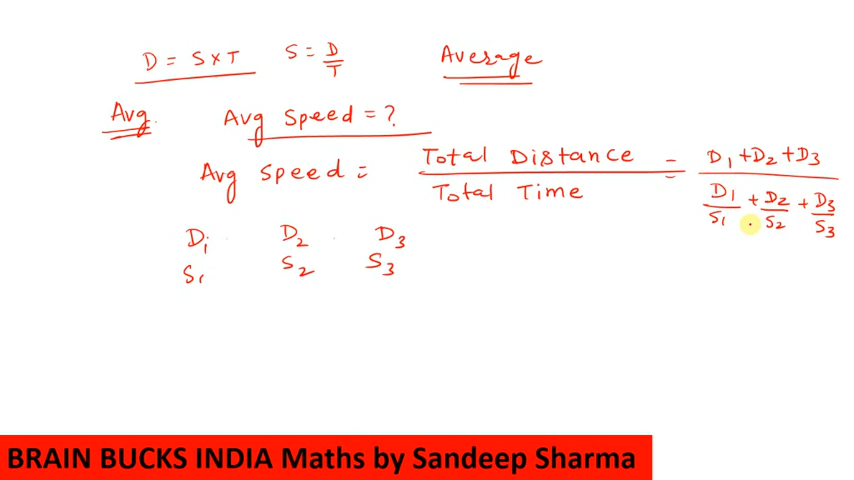 D = S x T S = D/T Average
Avg. Avg Speed = ?
Avg Speed = Total Distance / Total Time = D1 + D2 + D3 / D1/S1 + D2/S2 + D3/S3
D1 D2 D3
S1 S2 S3
BRAIN BUCKS INDIA Maths by Sandeep Sharma